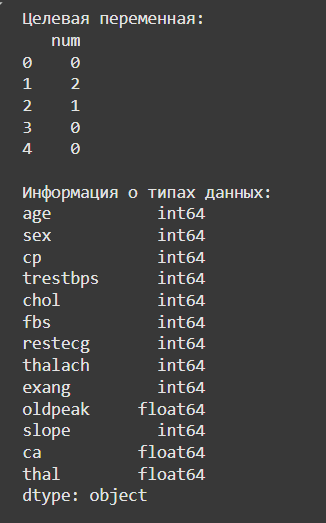 Целевая переменная:
num
0 0
1 2
2 1
3 0
4 0
Информация о типах данных:
age int64
sex int64
cp int64
trestbps int64
chol int64
fbs int64
restecg int64
thalach int64
exang int64
oldpeak float64
slope int64
ca float64
thal float64
dtype: object